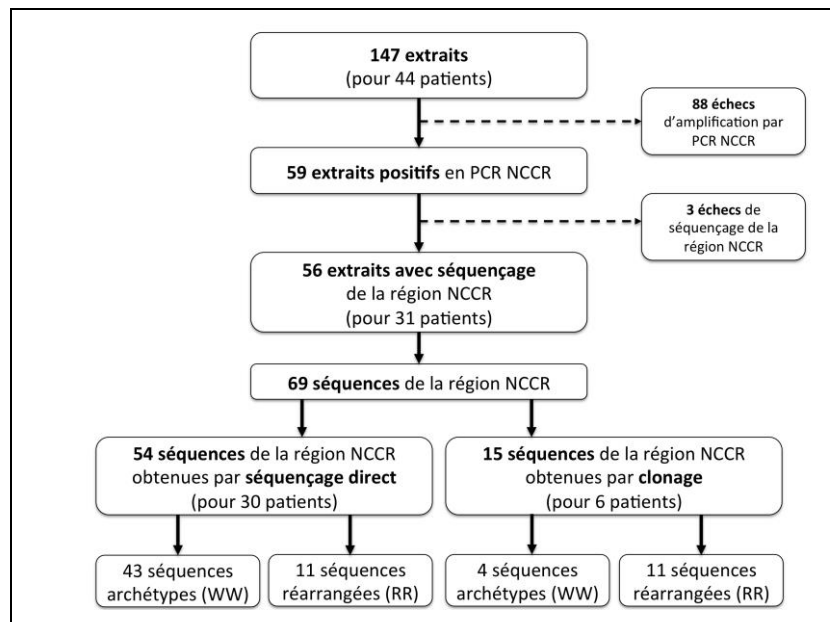 147 extraits
(pour 44 patients)
88 échecs
d'amplification par
PCR NCCR
59 extraits positifs en PCR NCCR
3 échecs de
séquençage de la
région NCCR
56 extraits avec séquençage
de la région NCCR
(pour 31 patients)
69 séquences de la région NCCR
54 séquences de la région NCCR
obtenues par séquençage direct
(pour 30 patients)
15 séquences de la région NCCR
obtenues par clonage
(pour 6 patients)
43 séquences
archétypes (WW)
11 séquences
réarrangées (RR)
4 séquences
archétypes (WW)
11 séquences
réarrangées (RR)